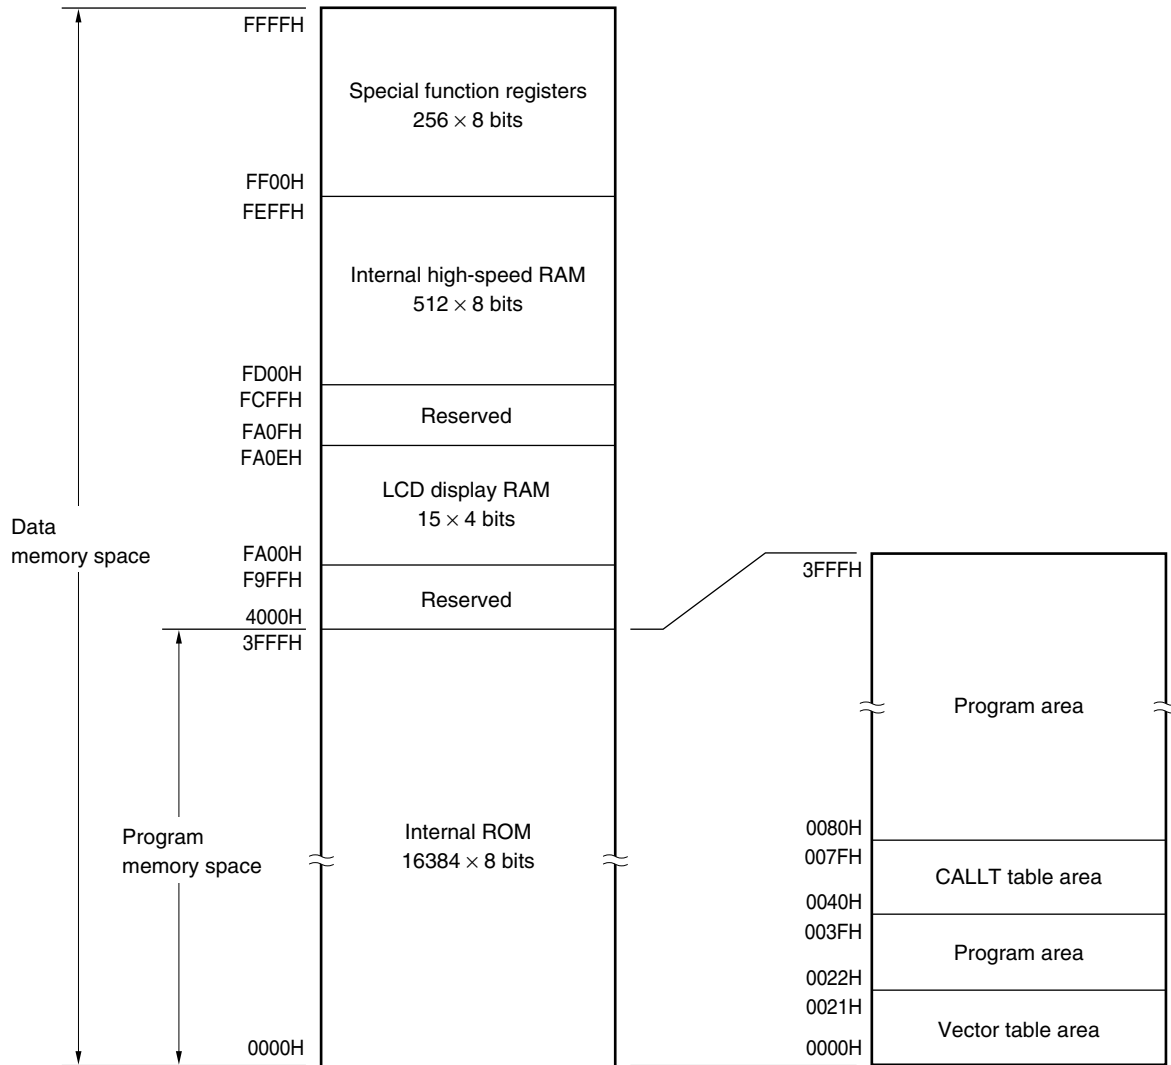 FFFFH
Special function registers
256 × 8 bits
FF00H
FEFFH
Internal high-speed RAM
512 × 8 bits
FD00H
FCFFH
Reserved
FA0FH
FA0EH
LCD display RAM
15 × 4 bits
Data
memory space
FA00H
F9FFH
Reserved
4000H
3FFFH
Program
memory space
Internal ROM
16384 × 8 bits
0000H
3FFFH
Program area
0080H
007FH
CALLT table area
0040H
003FH
Program area
0022H
0021H
Vector table area
0000H